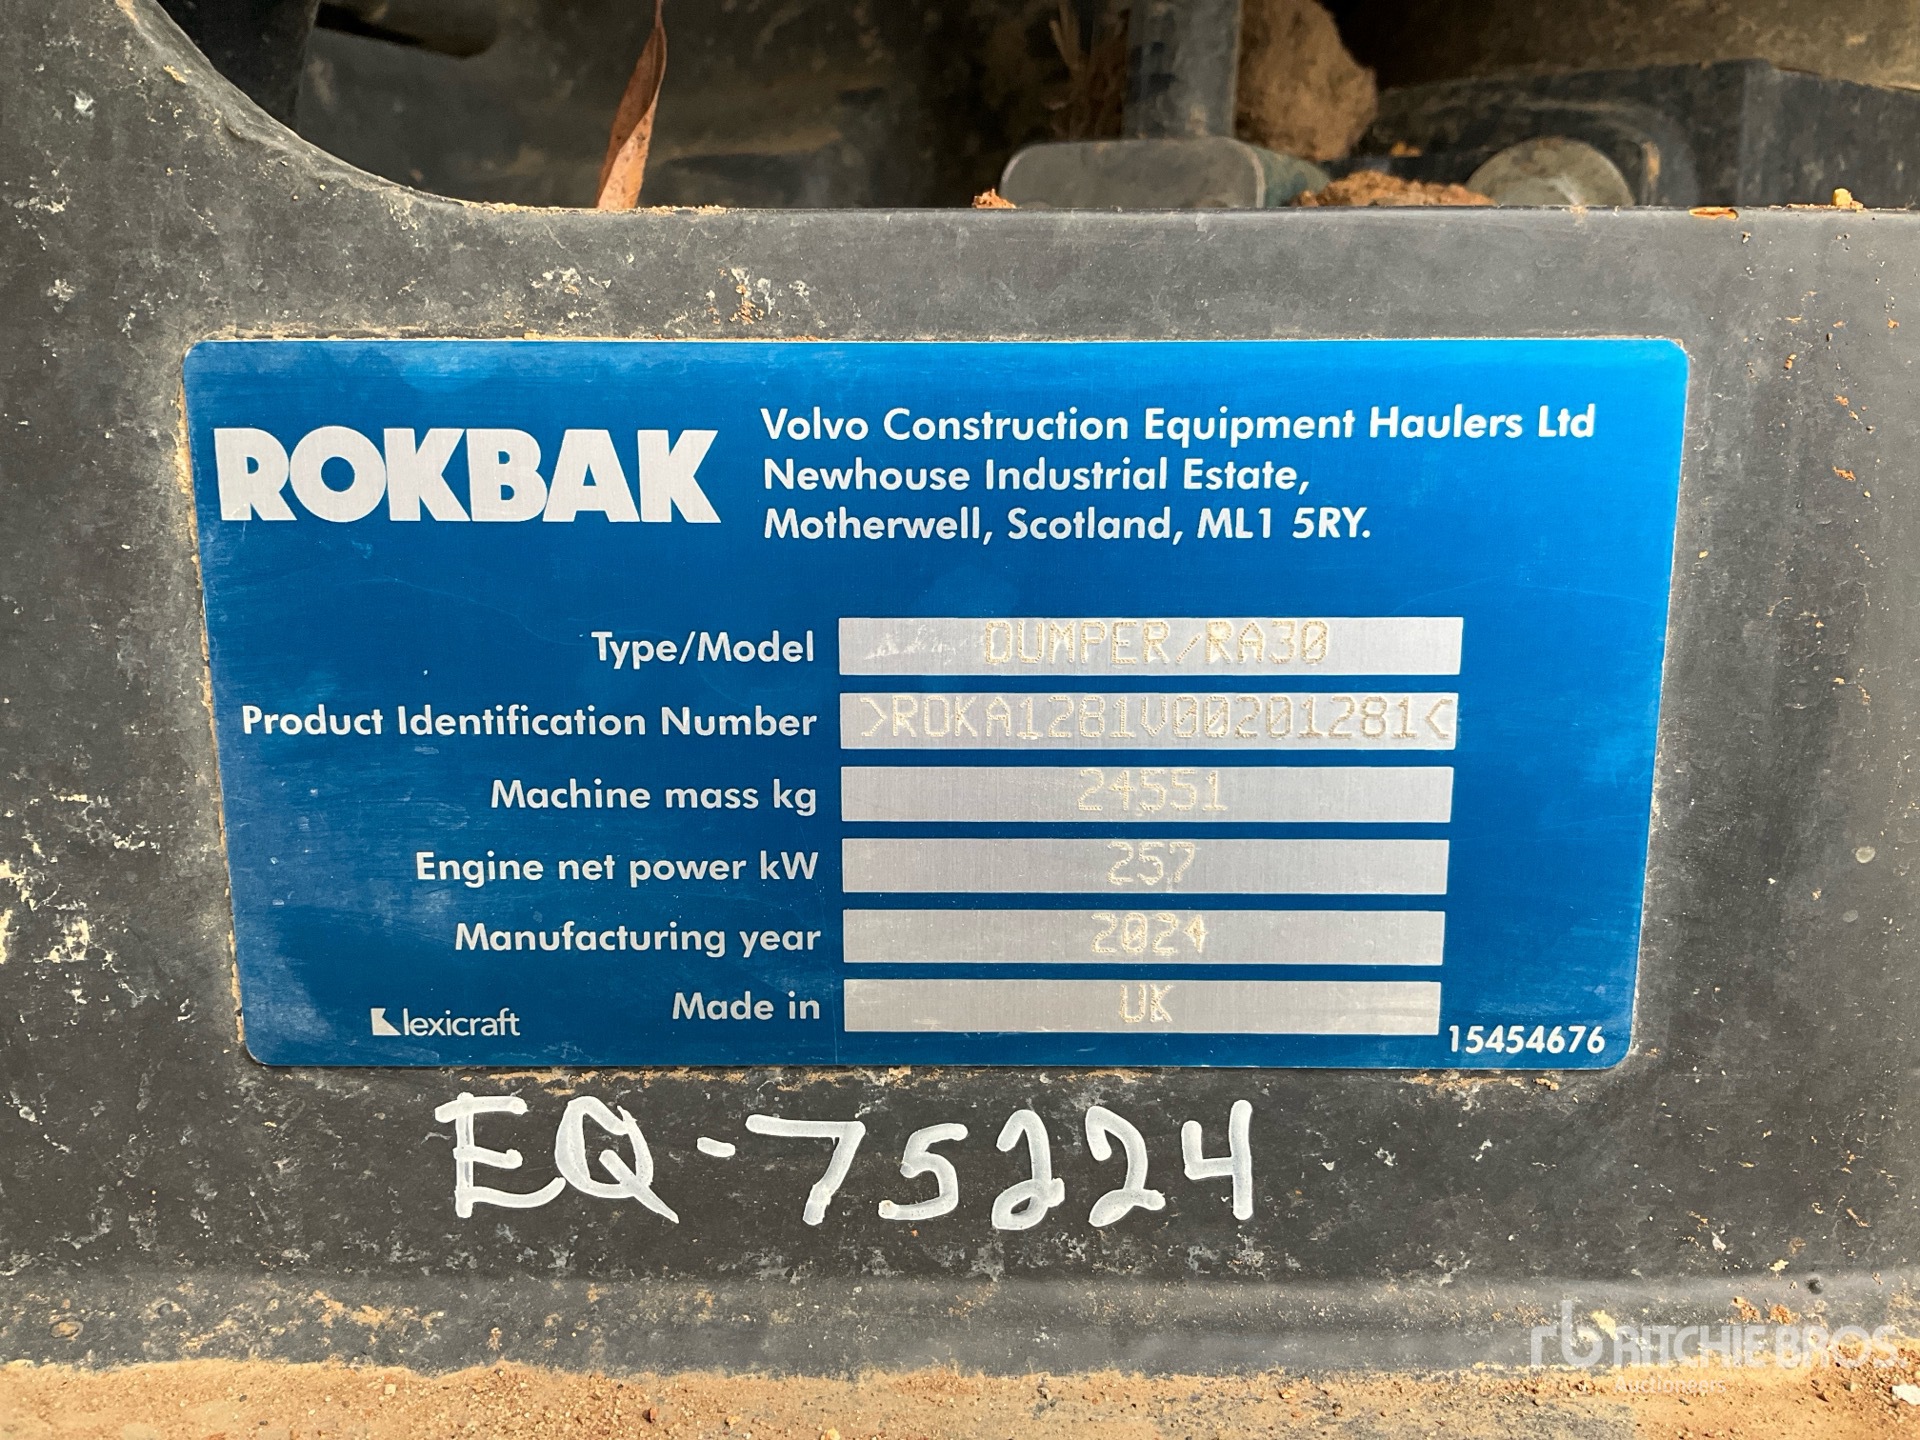 ROKBAK
Volvo Construction Equipment Haulers Ltd
Newhouse Industrial Estate,
Motherwell, Scotland, ML1 5RY.
Type/Model DUMPER/RA30
Product Identification Number >ROKA1281V00201281<
Machine mass kg 24551
Engine net power kW 257
Manufacturing year 2024
Made in UK
lexicraft
15454676
EQ-75224
rb RITCHIE BROS.
Auctioneers